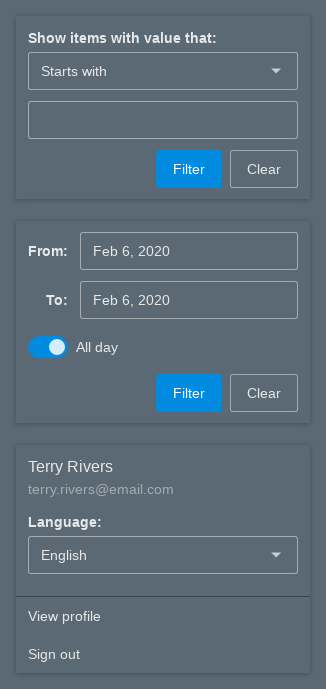 Show items with value that:
Starts with
Filter
Clear
From:
Feb 6, 2020
To:
Feb 6, 2020
All day
Filter
Clear
Terry Rivers
terry.rivers@email.com
Language:
English
View profile
Sign out